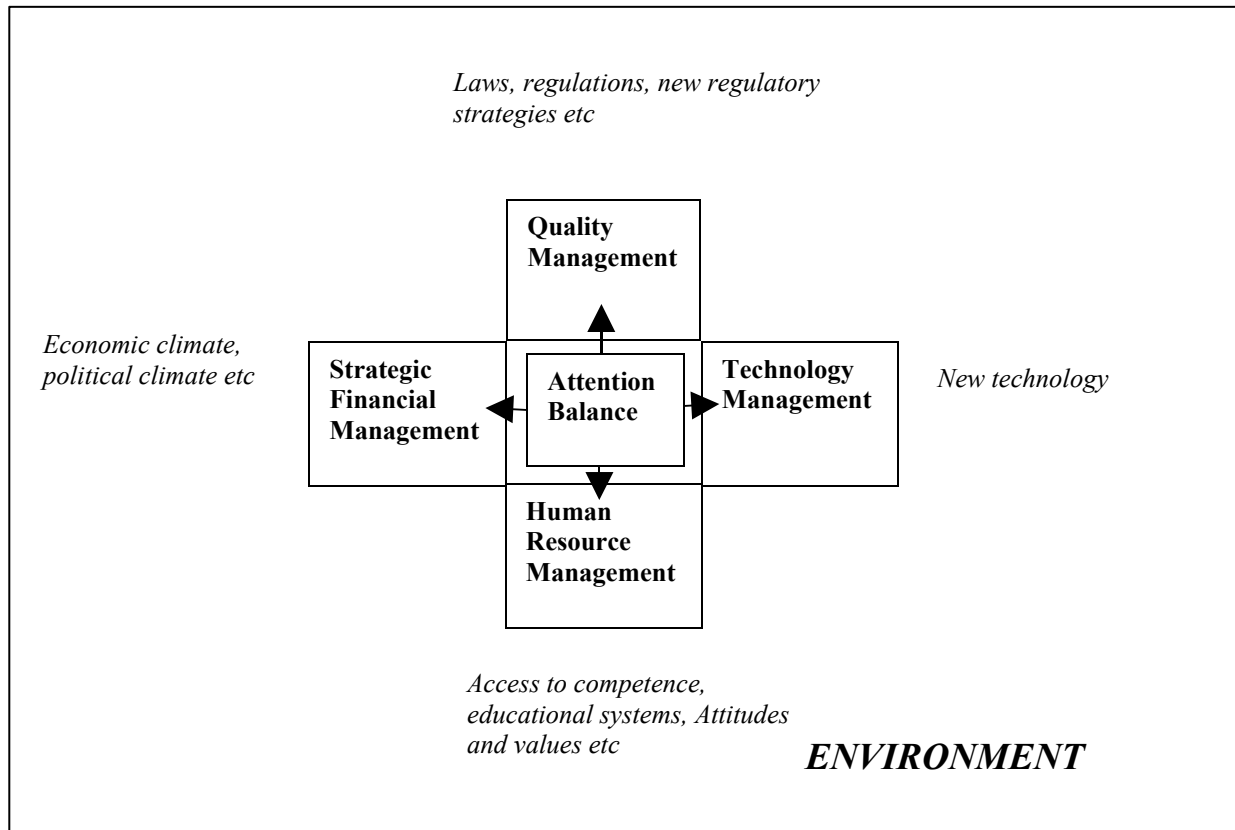 Laws, regulations, new regulatory
strategies etc
Quality
Management
Economic climate,
political climate etc
Strategic
Financial
Management
Attention
Balance
Technology
Management
New technology
Human
Resource
Management
Access to competence,
educational systems, Attitudes
and values etc
ENVIRONMENT